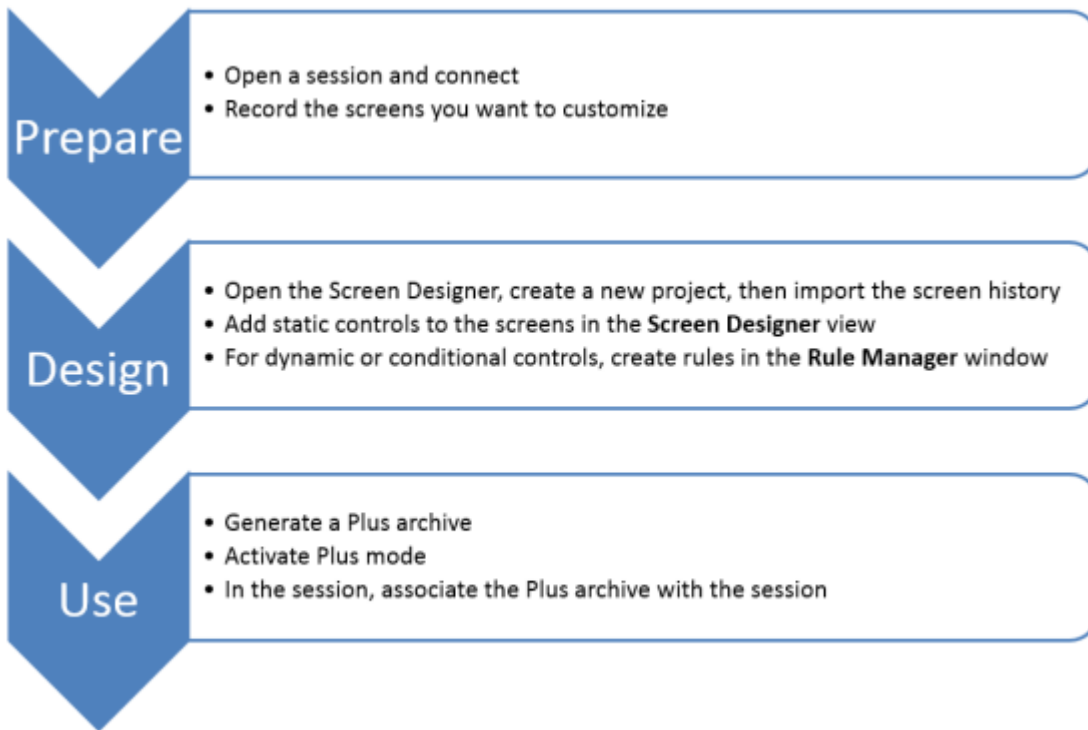 Prepare
• Open a session and connect
• Record the screens you want to customize
Design
• Open the Screen Designer, create a new project, then import the screen history
• Add static controls to the screens in the Screen Designer view
• For dynamic or conditional controls, create rules in the Rule Manager window
Use
• Generate a Plus archive
• Activate Plus mode
• In the session, associate the Plus archive with the session